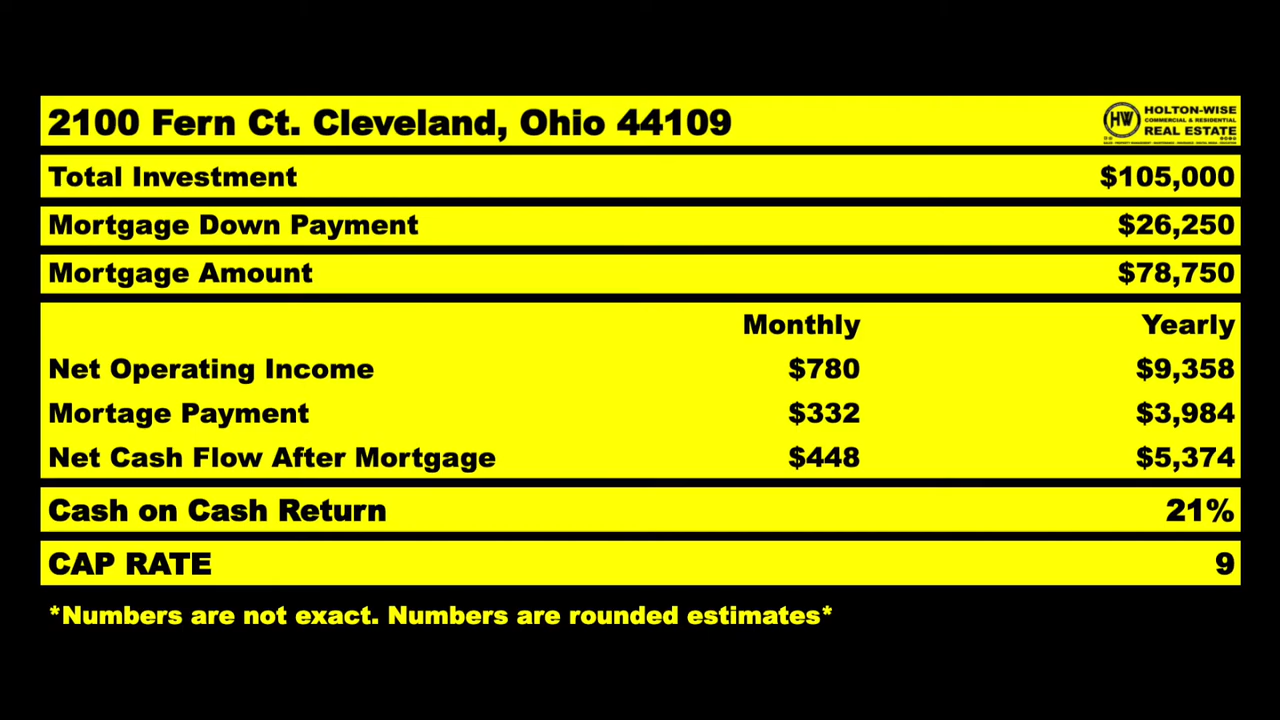 2100 Fern Ct. Cleveland, Ohio 44109
HW
HOLTON-WISE
COMMERCIAL & RESIDENTIAL
REAL ESTATE
Total Investment $105,000
Mortgage Down Payment $26,250
Mortgage Amount $78,750
Monthly Yearly
Net Operating Income $780 $9,358
Mortage Payment $332 $3,984
Net Cash Flow After Mortgage $448 $5,374
Cash on Cash Return 21%
CAP RATE 9
*Numbers are not exact. Numbers are rounded estimates*